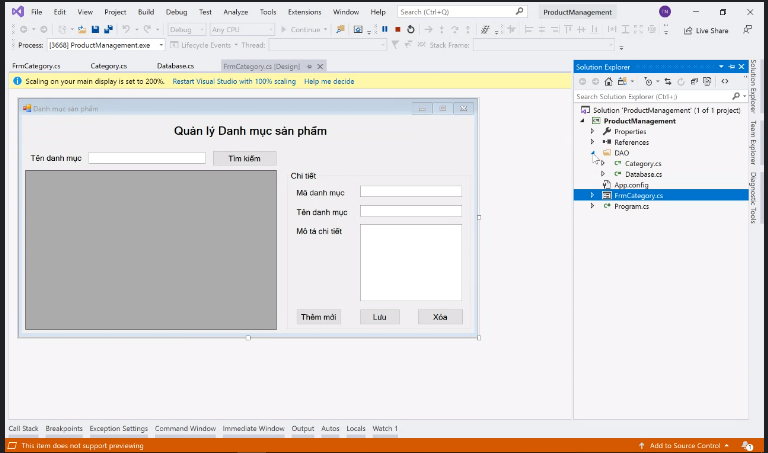 File Edit View Project Build Debug Test Analyze Tools Extensions Window Help Search (Ctrl+Q) ProductManagement TN
Debug Any CPU Continue Live Share
Process: [3668] ProductManagement.exe Lifecycle Events Thread: Stack Frame:
FrmCategory.cs Category.cs Database.cs FrmCategory.cs [Design]
Scaling on your main display is set to 200%. Restart Visual Studio with 100% scaling Help me decide
Danh mục sản phẩm
Quản lý Danh mục sản phẩm
Tên danh mục Tìm kiếm
Chi tiết
Mã danh mục
Tên danh mục
Mô tả chi tiết
Thêm mới Lưu Xóa
Solution Explorer
Search Solution Explorer (Ctrl+;)
Solution 'ProductManagement' (1 of 1 project)
ProductManagement
Properties
References
DAO
Category.cs
Database.cs
App.config
FrmCategory.cs
Program.cs
Solution Explorer
Team Explorer
Diagnostic Tools
Call Stack Breakpoints Exception Settings Command Window Immediate Window Output Autos Locals Watch 1
This item does not support previewing Add to Source Control